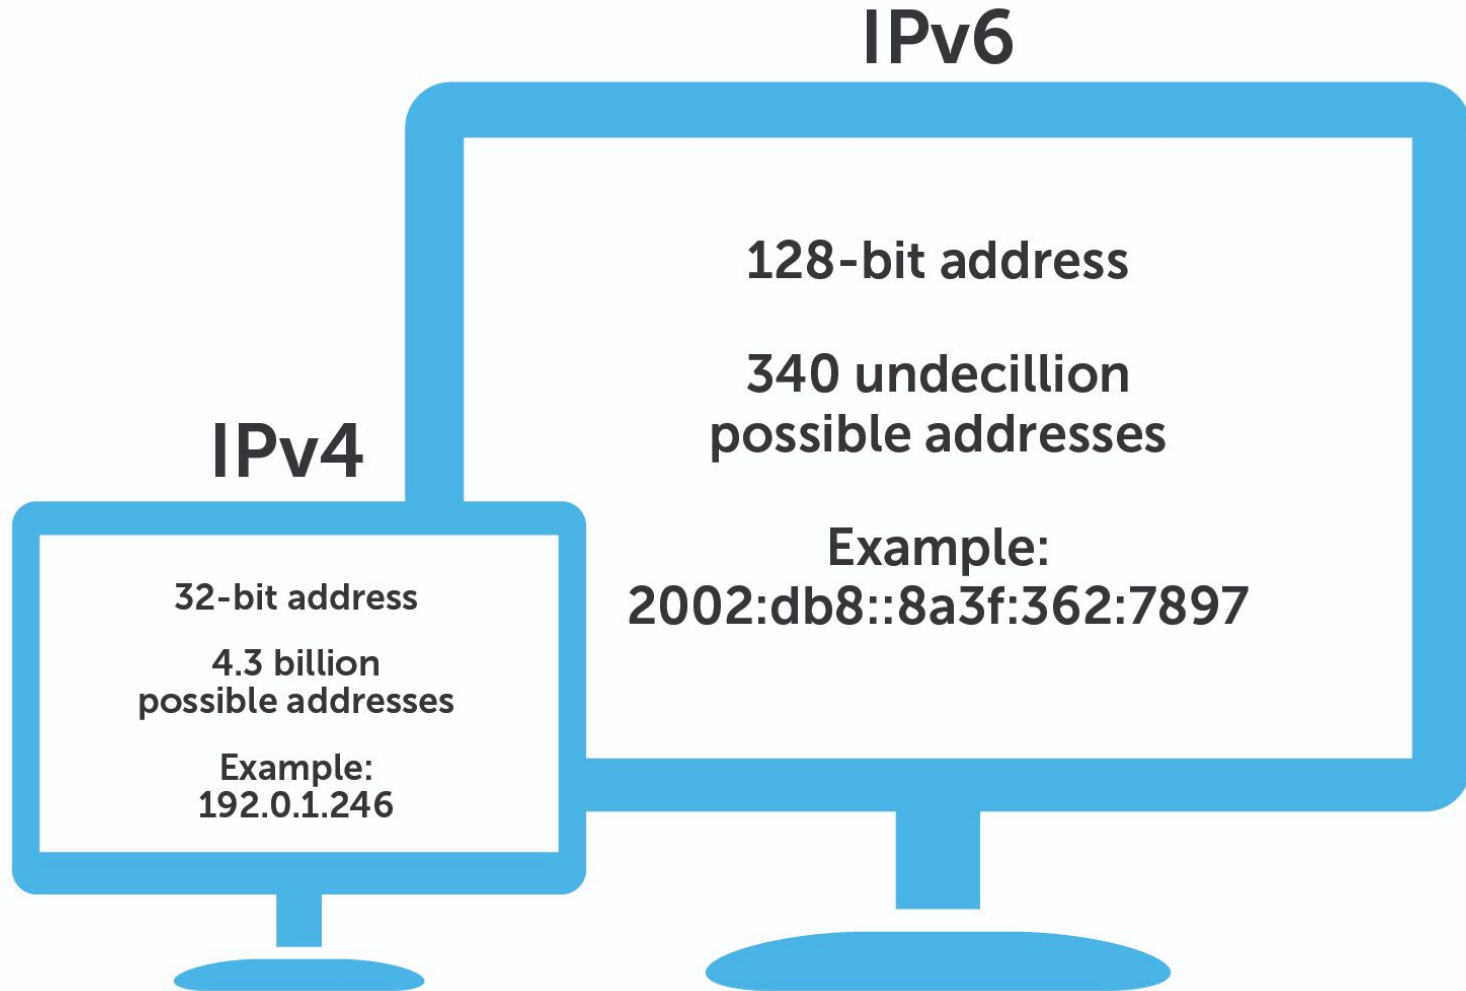 IPv6
128-bit address
340 undecillion
possible addresses
Example:
2002:db8::8a3f:362:7897
IPv4
32-bit address
4.3 billion
possible addresses
Example:
192.0.1.246